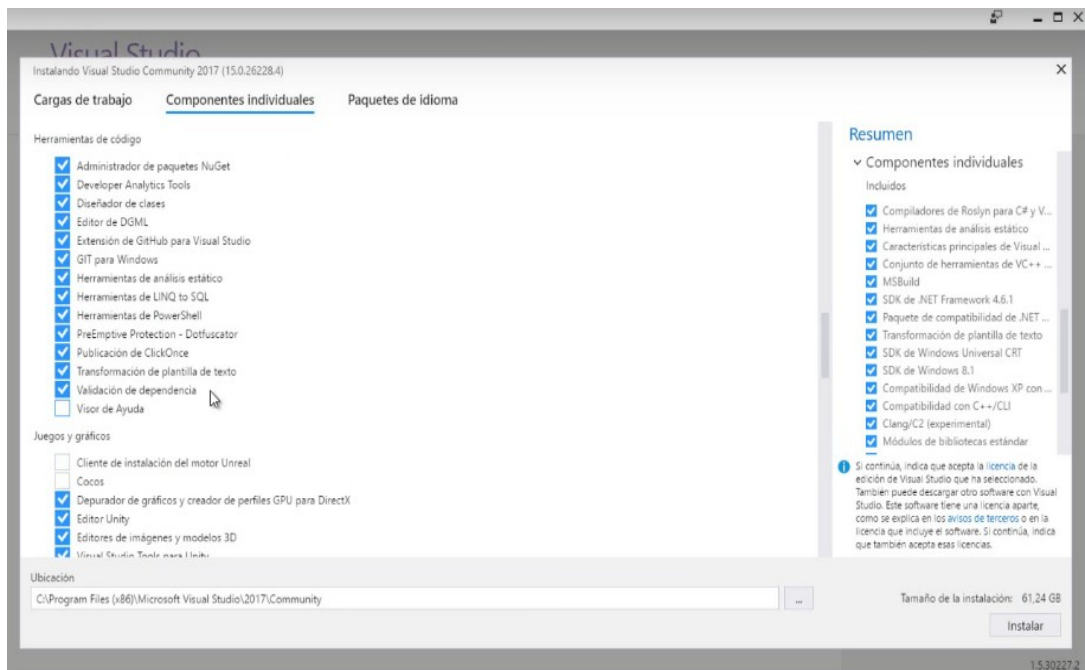 Visual Studio
Instalando Visual Studio Community 2017 (15.0.26228.4)
Cargas de trabajo
Componentes individuales
Paquetes de idioma
Herramientas de código
Administrador de paquetes NuGet
Developer Analytics Tools
Diseñador de clases
Editor de DGML
Extensión de GitHub para Visual Studio
GIT para Windows
Herramientas de análisis estático
Herramientas de LINQ to SQL
Herramientas de PowerShell
PreEmptive Protection - Dotfuscator
Publicación de ClickOnce
Transformación de plantilla de texto
Validación de dependencia
Visor de Ayuda
Juegos y gráficos
Cliente de instalación del motor Unreal
Cocos
Depurador de gráficos y creador de perfiles GPU para DirectX
Editor Unity
Editores de imágenes y modelos 3D
Visual Studio Tools para Unity
Resumen
Componentes individuales
Incluidos
Compiladores de Roslyn para C# y V...
Herramientas de análisis estático
Características principales de Visual ...
Conjunto de herramientas de VC++ ...
MSBuild
SDK de .NET Framework 4.6.1
Paquete de compatibilidad de .NET ...
Transformación de plantilla de texto
SDK de Windows Universal CRT
SDK de Windows 8.1
Compatibilidad de Windows XP con ...
Compatibilidad con C++/CLI
Clang/C2 (experimental)
Módulos de bibliotecas estándar
Si continúa, indica que acepta la licencia de la
edición de Visual Studio que ha seleccionado.
También puede descargar otro software con Visual
Studio. Este software tiene una licencia aparte,
como se explica en los avisos de terceros o en la
licencia que incluye el software. Si continúa, indica
que también acepta esas licencias.
Ubicación
C:\Program Files (x86)\Microsoft Visual Studio\2017\Community
...
Tamaño de la instalación: 61,24 GB
Instalar
1.5.30227.2